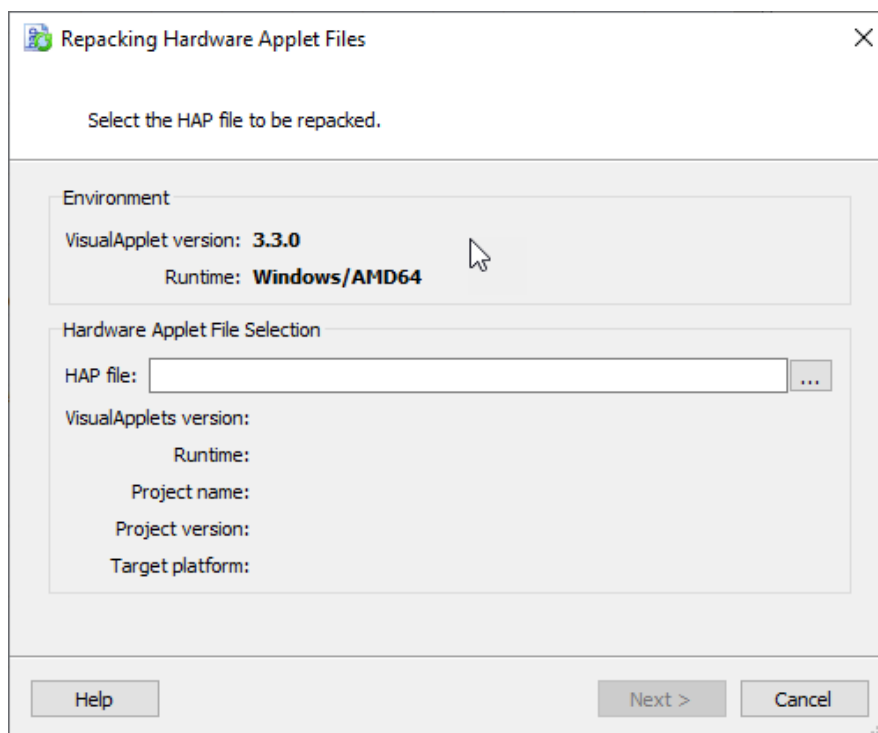 Repacking Hardware Applet Files
Select the HAP file to be repacked.
Environment
VisualApplet version: 3.3.0
Runtime: Windows/AMD64
Hardware Applet File Selection
HAP file:
...
VisualApplets version:
Runtime:
Project name:
Project version:
Target platform:
Help
Next >
Cancel